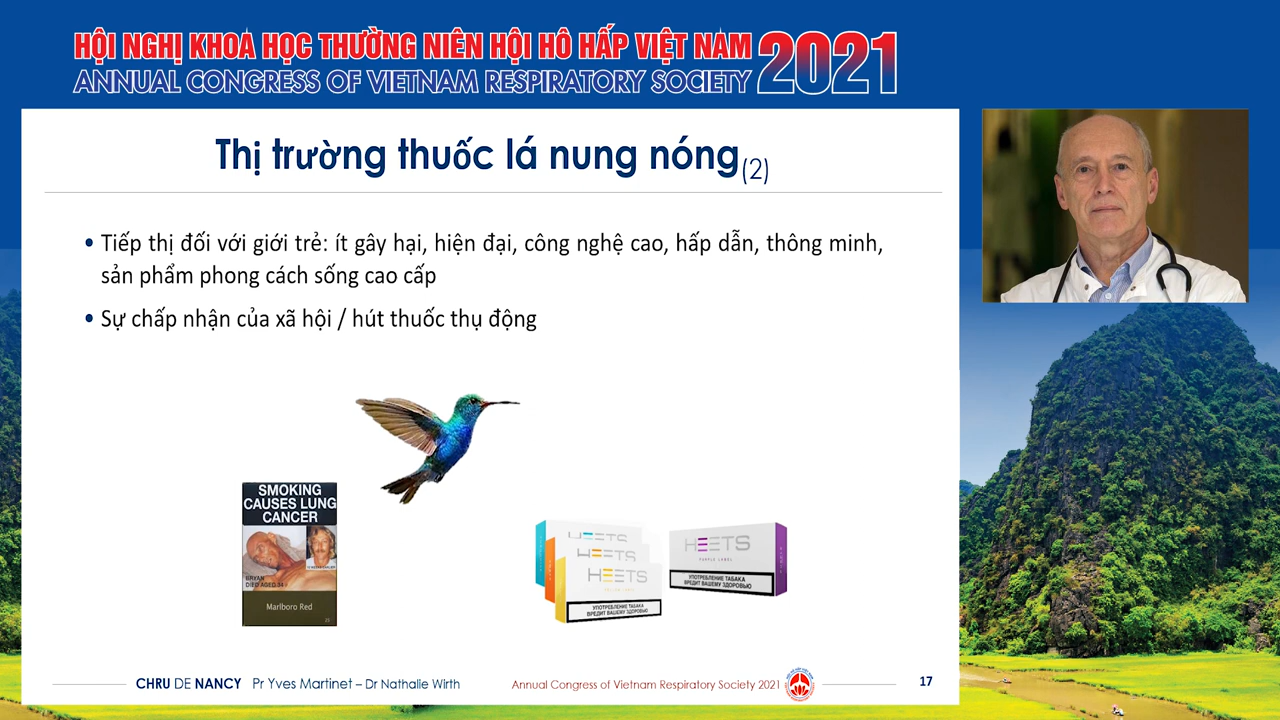 HỘI NGHỊ KHOA HỌC THƯỜNG NIÊN HỘI HÔ HẤP VIỆT NAM 2021
ANNUAL CONGRESS OF VIETNAM RESPIRATORY SOCIETY
Thị trường thuốc lá nung nóng(2)
• Tiếp thị đối với giới trẻ: ít gây hại, hiện đại, công nghệ cao, hấp dẫn, thông minh,
sản phẩm phong cách sống cao cấp
• Sự chấp nhận của xã hội / hút thuốc thụ động
SMOKING
CAUSES LUNG
CANCER
BRYAN
DIED AGED 34
Marlboro Red
HEETS
HEETS
HEETS
УПОТРЕБЛЕНИЕ ТАБАКА
ВРЕДИТ ВАШЕМУ ЗДОРОВЬЮ
HEETS
PURPLE LABEL
УПОТРЕБЛЕНИЕ ТАБАКА
ВРЕДИТ ВАШЕМУ ЗДОРОВЬЮ
CHRU DE NANCY Pr Yves Martinet – Dr Nathalie Wirth
Annual Congress of Vietnam Respiratory Society 2021
17